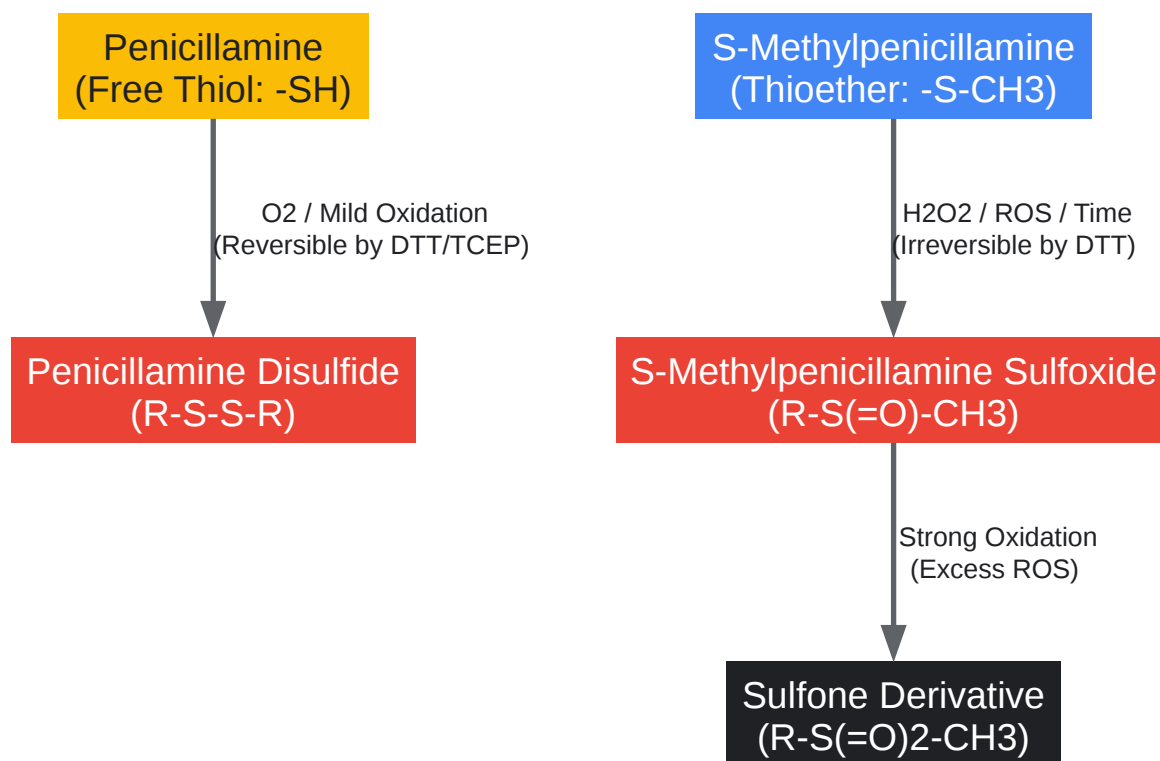 Penicillamine
(Free Thiol: -SH)
S-Methylpenicillamine
(Thioether: -S-CH3)
O2 / Mild Oxidation
(Reversible by DTT/TCEP)
H2O2 / ROS / Time
(Irreversible by DTT)
Penicillamine Disulfide
(R-S-S-R)
S-Methylpenicillamine Sulfoxide
(R-S(=O)-CH3)
Strong Oxidation
(Excess ROS)
Sulfone Derivative
(R-S(=O)2-CH3)